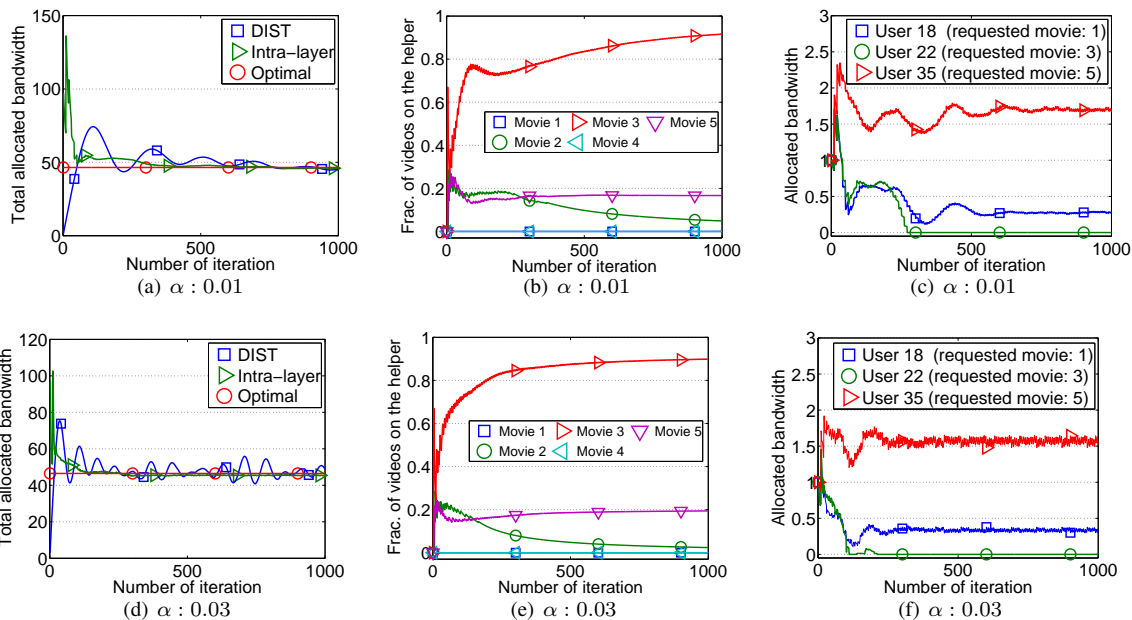 Total allocated bandwidth
150
100
50
0
0
500
1000
DIST
Intra-layer
Optimal
Number of iteration
(a) α : 0.01
Frac. of videos on the helper
1
0.8
0.6
0.4
0.2
0
0
500
1000
Movie 1
Movie 3
Movie 5
Movie 2
Movie 4
Number of iteration
(b) α : 0.01
Allocated bandwidth
3
2.5
2
1.5
1
0.5
0
0
500
1000
User 18 (requested movie: 1)
User 22 (requested movie: 3)
User 35 (requested movie: 5)
Number of iteration
(c) α : 0.01
Total allocated bandwidth
120
100
80
60
40
20
0
0
500
1000
DIST
Intra-layer
Optimal
Number of iteration
(d) α : 0.03
Frac. of videos on the helper
1
0.8
0.6
0.4
0.2
0
0
500
1000
Movie 1
Movie 3
Movie 5
Movie 2
Movie 4
Number of iteration
(e) α : 0.03
Allocated bandwidth
3
2.5
2
1.5
1
0.5
0
0
500
1000
User 18 (requested movie: 1)
User 22 (requested movie: 3)
User 35 (requested movie: 5)
Number of iteration
(f) α : 0.03